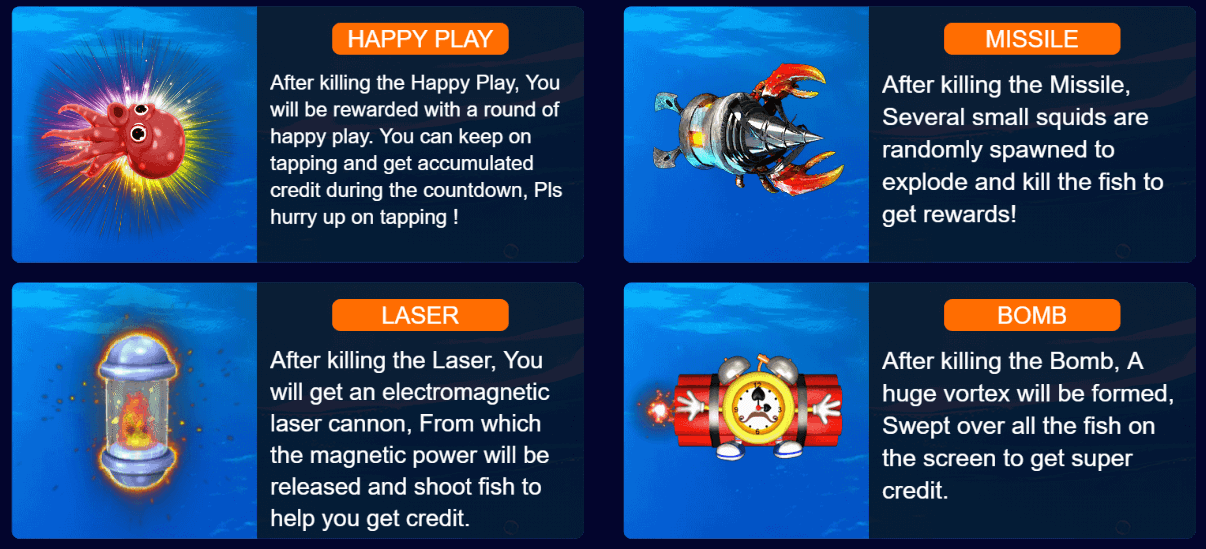 HAPPY PLAY
After killing the Happy Play, You
will be rewarded with a round of
happy play. You can keep on
tapping and get accumulated
credit during the countdown, Pls
hurry up on tapping !
MISSILE
After killing the Missile,
Several small squids are
randomly spawned to
explode and kill the fish to
get rewards!
LASER
After killing the Laser, You
will get an electromagnetic
laser cannon, From which
the magnetic power will be
released and shoot fish to
help you get credit.
BOMB
After killing the Bomb, A
huge vortex will be formed,
Swept over all the fish on
the screen to get super
credit.